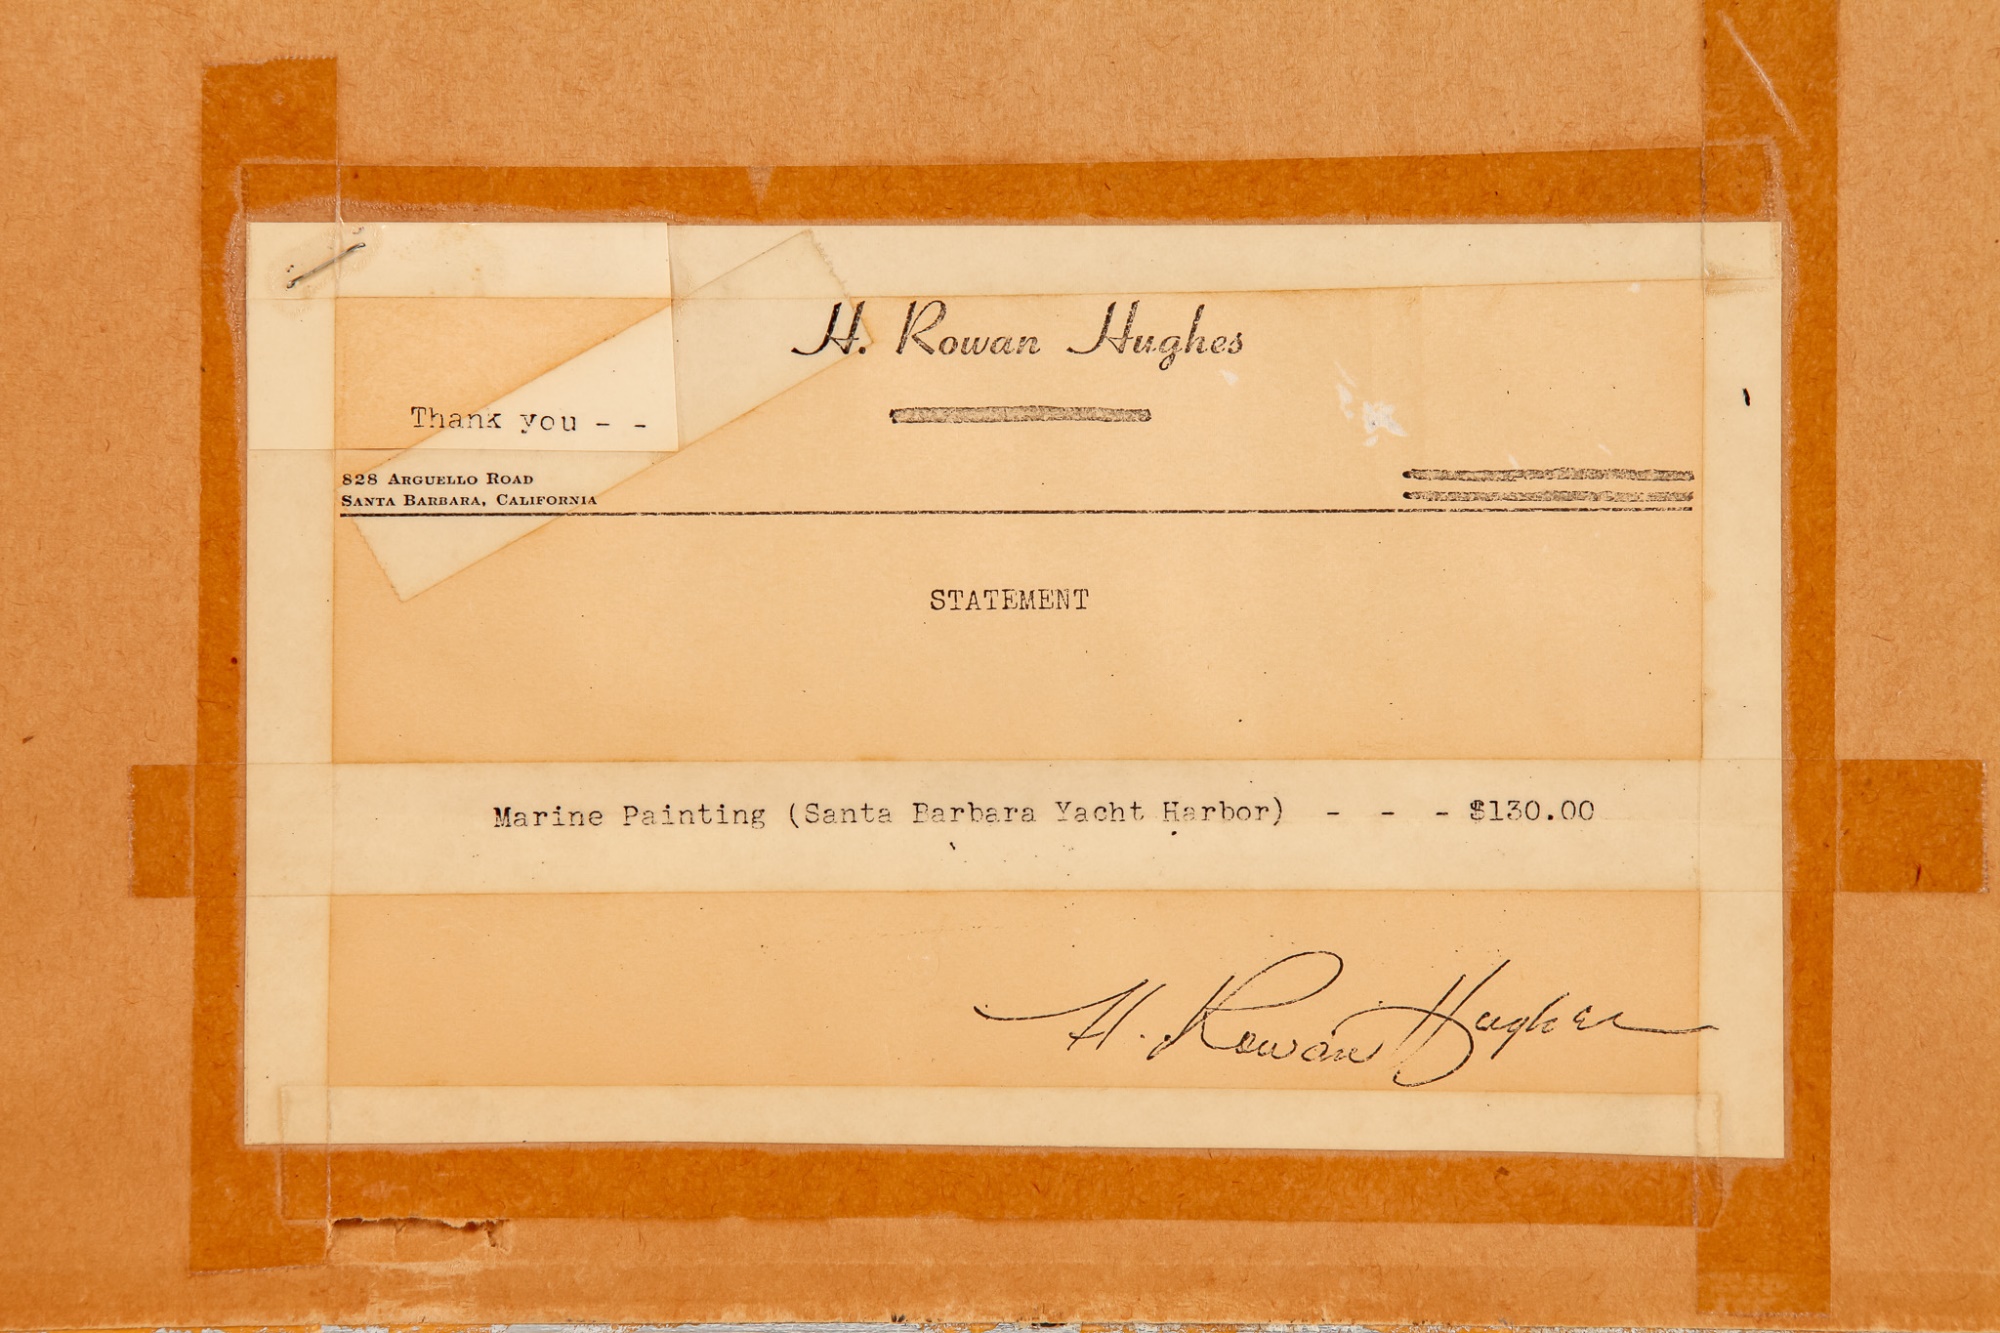 H. Rowan Hughes
Thank you - -
828 Arguello Road
Santa Barbara, California
STATEMENT
Marine Painting (Santa Barbara Yacht Harbor) - - - $130.00
H. Rowan Hughes